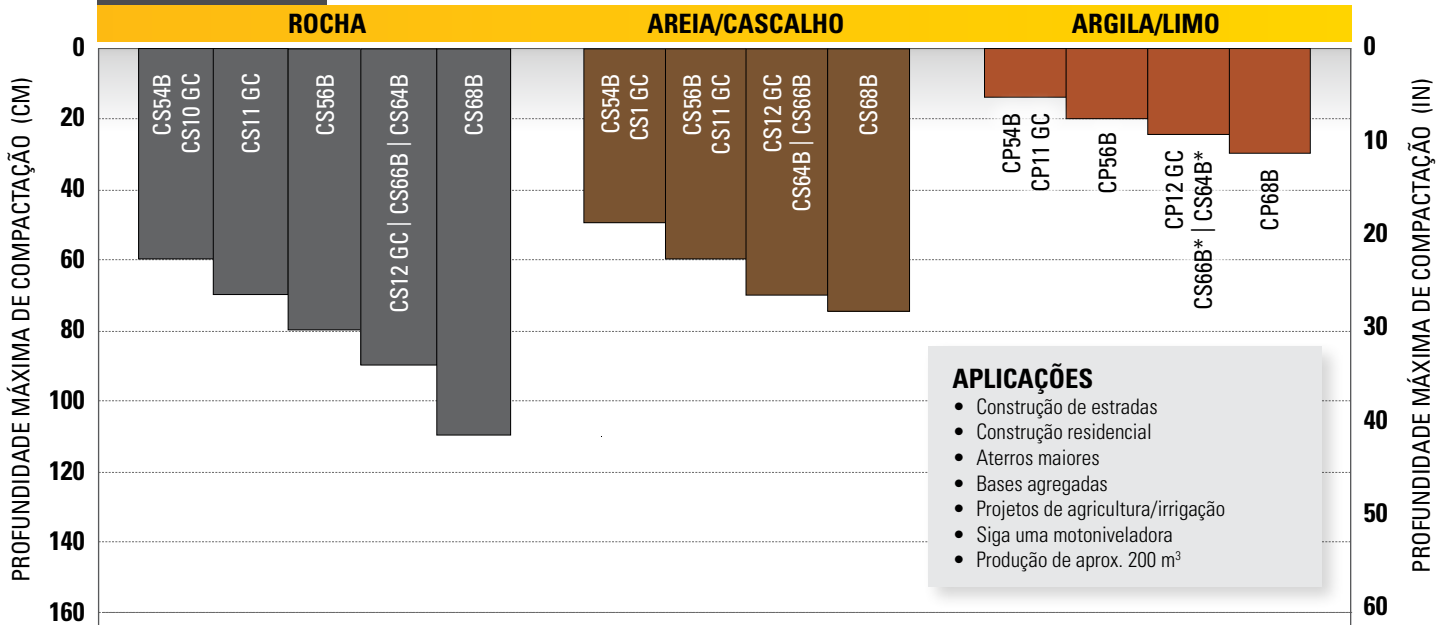 ROCHA
AREIA/CASCALHO
ARGILA/LIMO
PROFUNDIDADE MÁXIMA DE COMPACTAÇÃO (CM)
0
20
40
60
80
100
120
140
160
CS54B
CS10 GC
CS11 GC
CS56B
CS12 GC | CS66B | CS64B
CS68B
CS54B
CS1 GC
CS56B
CS11 GC
CS12 GC
CS64B | CS66B
CS68B
CP54B
CP11 GC
CP56B
CP12 GC
CS66B* | CS64B*
CP68B
0
10
20
30
40
50
60
PROFUNDIDADE MÁXIMA DE COMPACTAÇÃO (IN)
APLICAÇÕES
• Construção de estradas
• Construção residencial
• Aterros maiores
• Bases agregadas
• Projetos de agricultura/irrigação
• Siga uma motoniveladora
• Produção de aprox. 200 m³